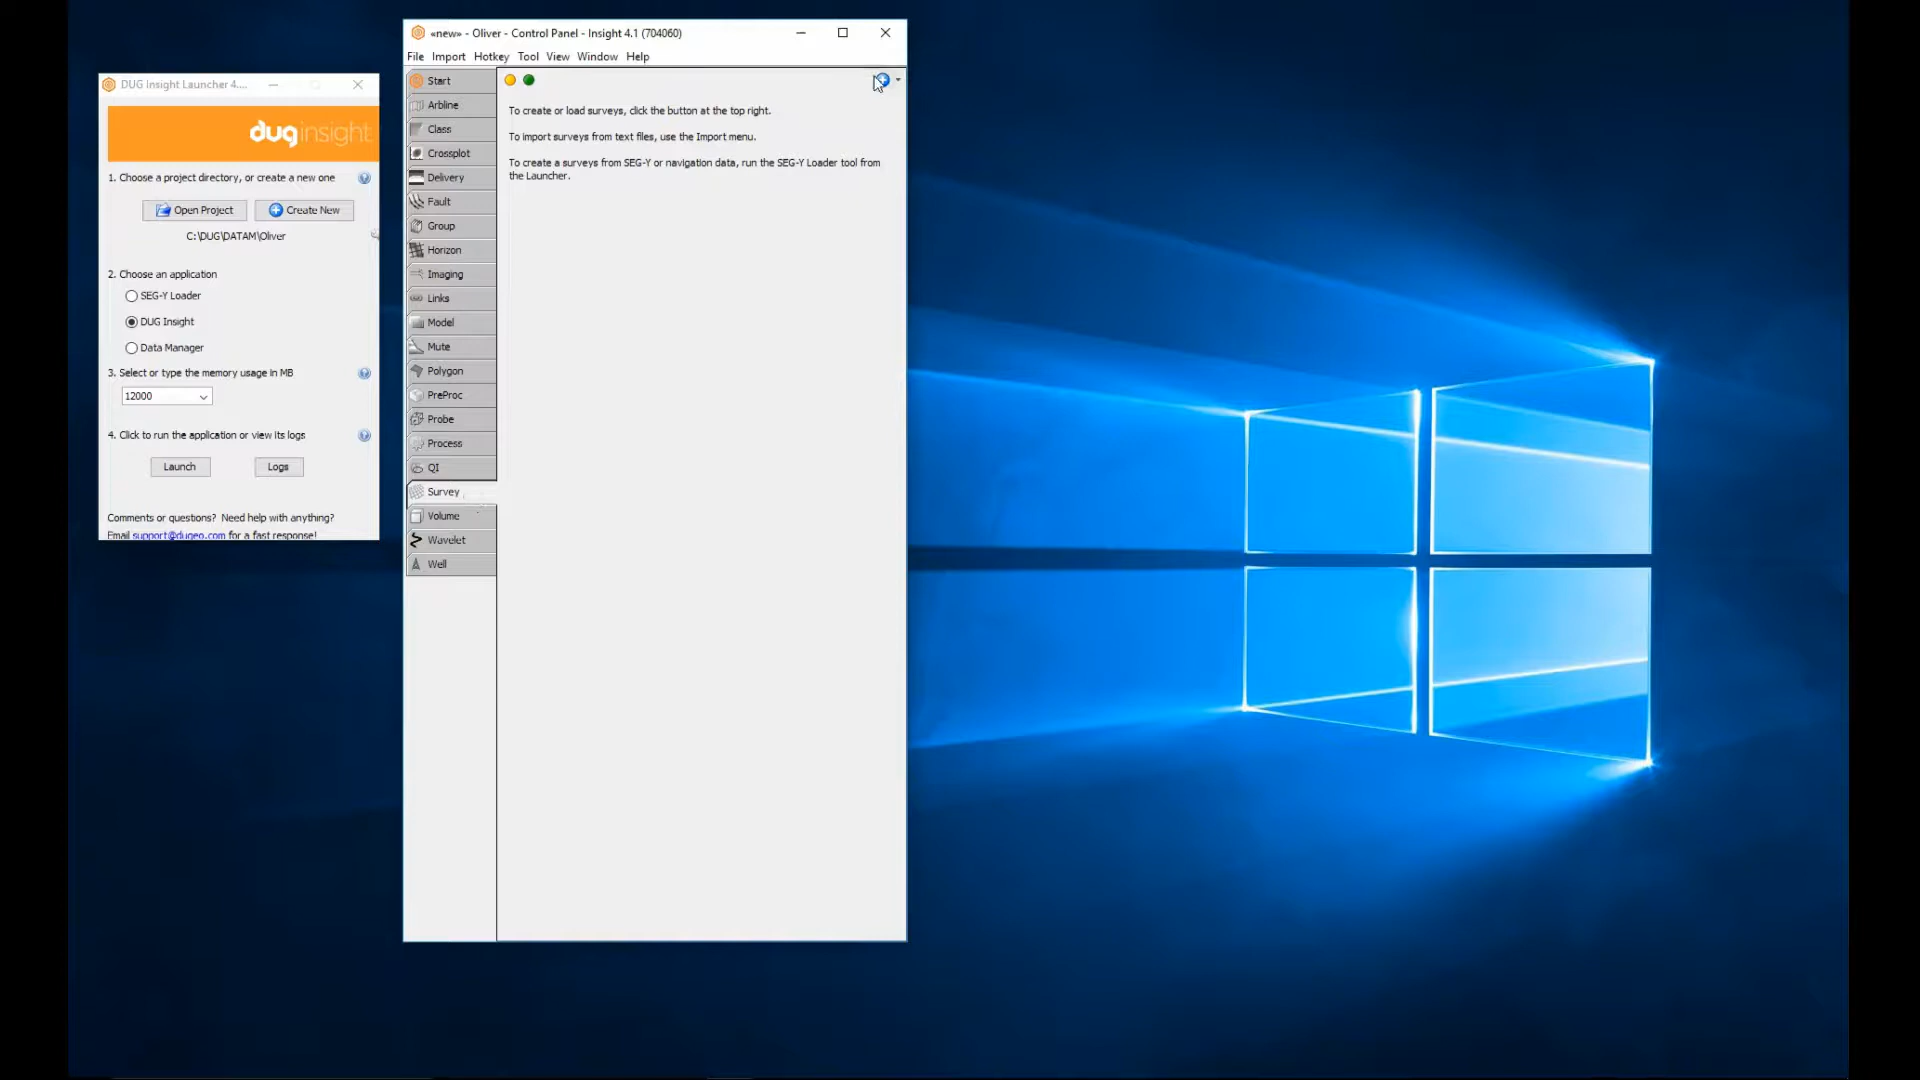 «new» - Oliver - Control Panel - Insight 4.1 (704060)
File Import Hotkey Tool View Window Help
DUG Insight Launcher 4....
duginsight
1. Choose a project directory, or create a new one
Open Project
Create New
C:\DUG\DATAM\Oliver
2. Choose an application
SEG-Y Loader
DUG Insight
Data Manager
3. Select or type the memory usage in MB
12000
4. Click to run the application or view its logs
Launch
Logs
Comments or questions? Need help with anything?
Email support@dugeo.com for a fast response!
Start
Arbline
Class
Crossplot
Delivery
Fault
Group
Horizon
Imaging
Links
Model
Mute
Polygon
PreProc
Probe
Process
QI
Survey
Volume
Wavelet
Well
To create or load surveys, click the button at the top right.
To import surveys from text files, use the Import menu.
To create a surveys from SEG-Y or navigation data, run the SEG-Y Loader tool from
the Launcher.